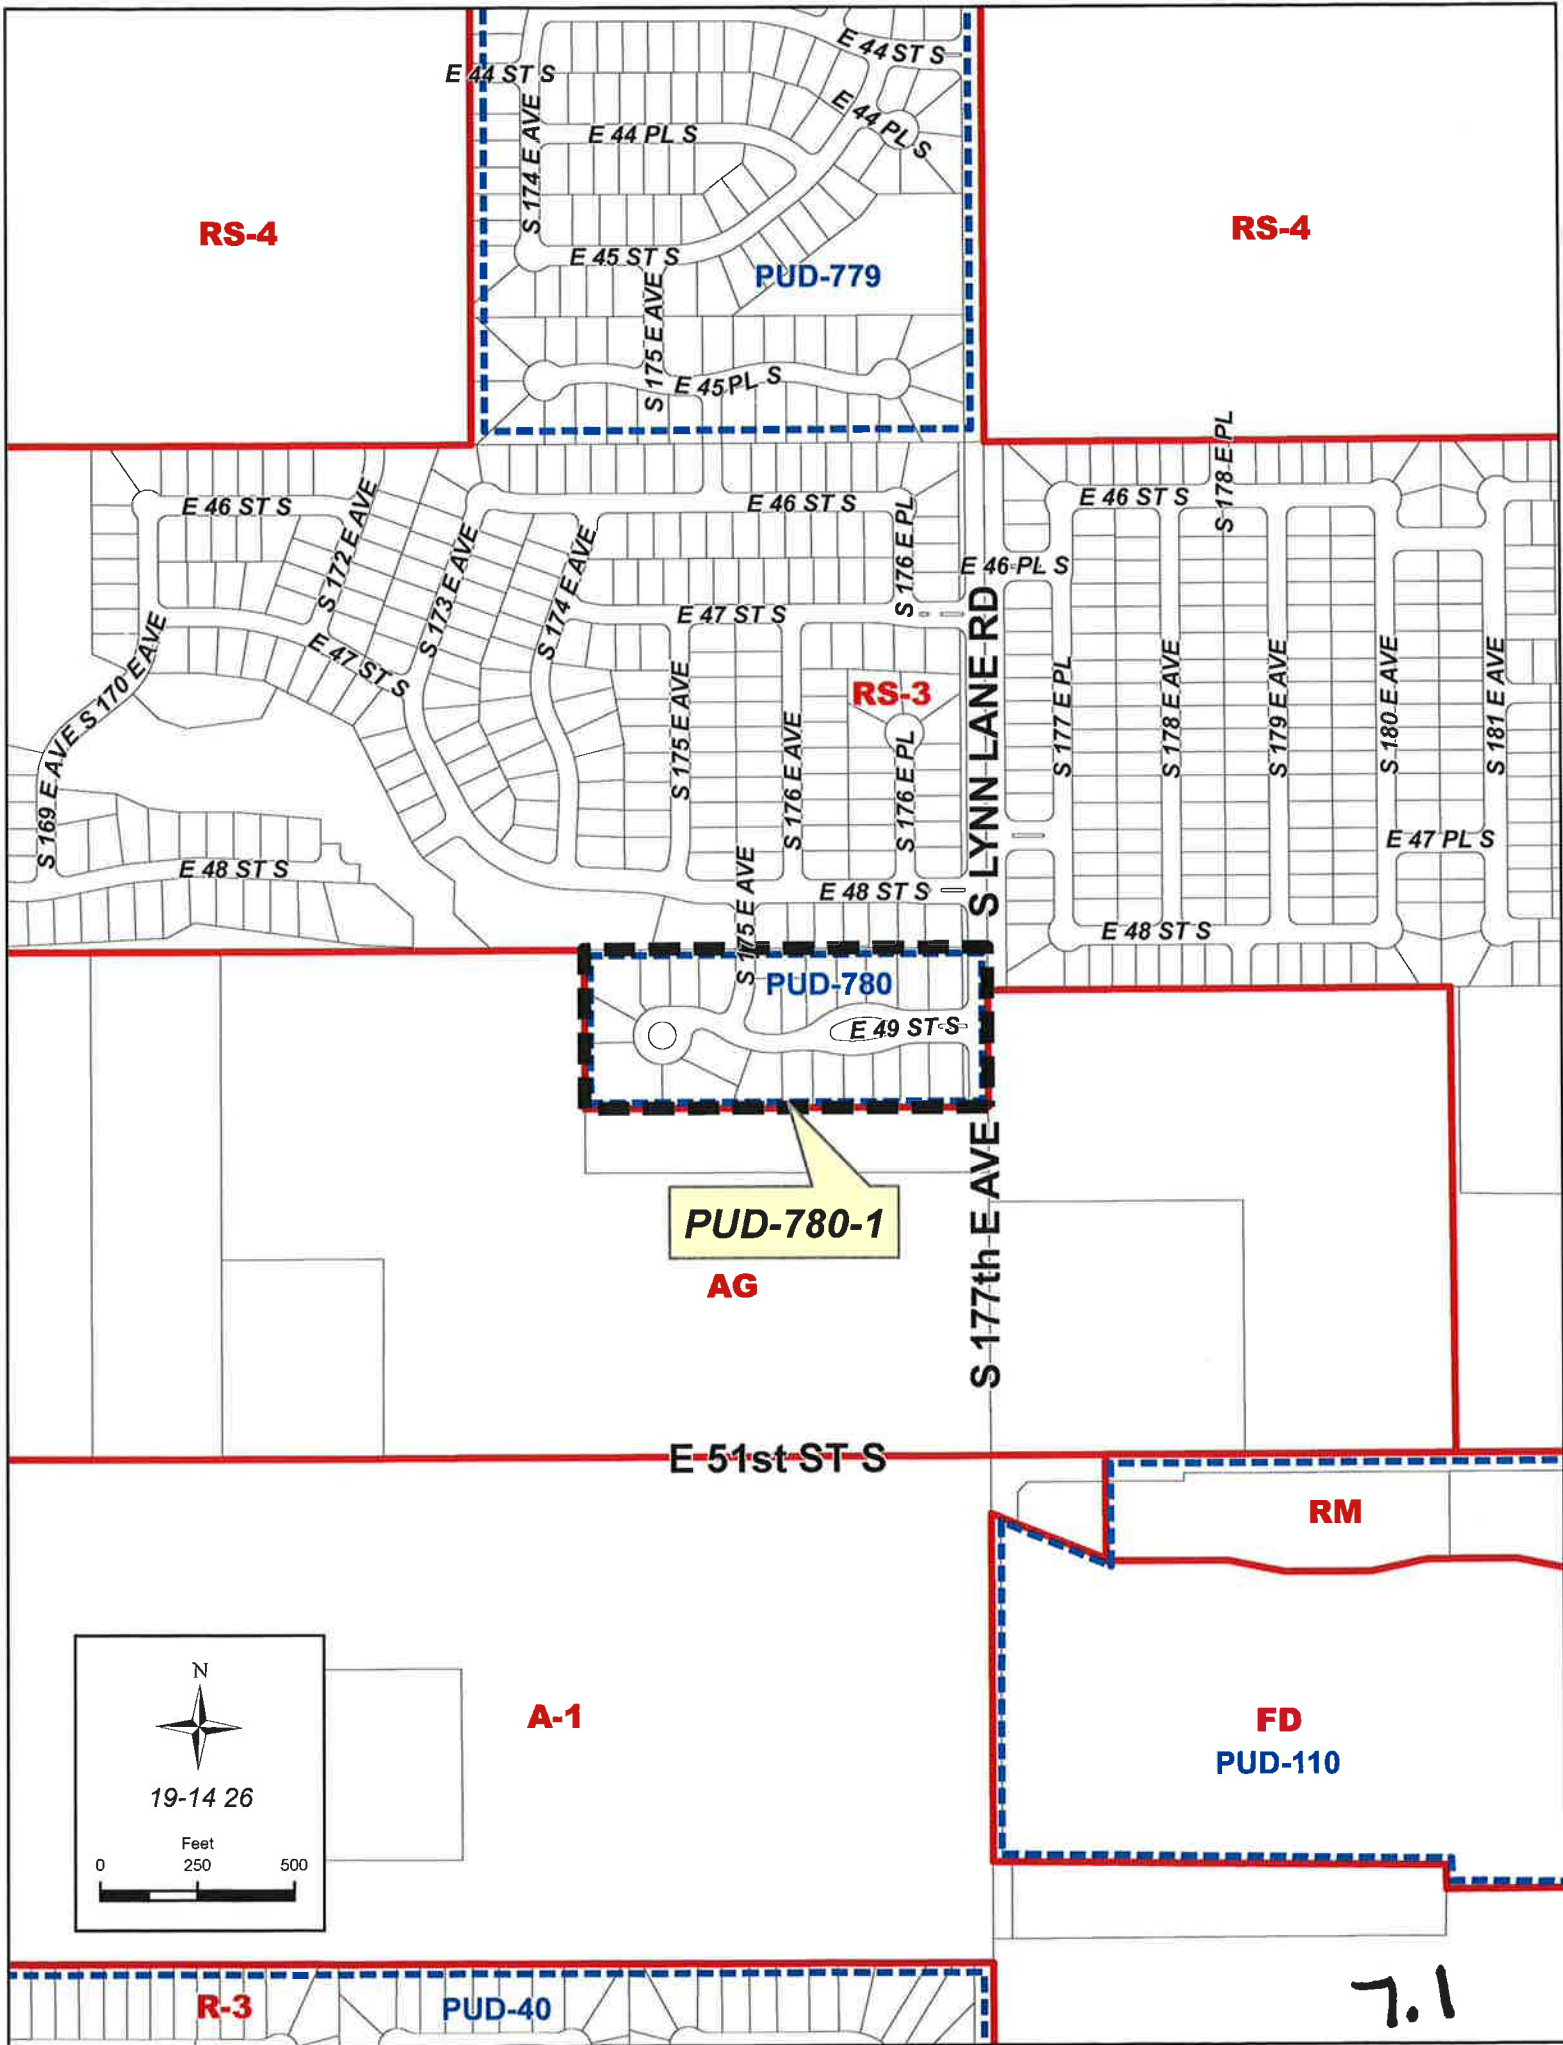 E 44 ST S
E 44 ST S
E 44 PL S
S 174 E AVE
E 44 PL S
RS-4
RS-4
E 45 ST S
PUD-779
S 175 E AVE
E 45 PL S
S 178 E PL
E 46 ST S
E 46 ST S
E 46 ST S
S 172 E AVE
S 173 E AVE
S 174 E AVE
S 176 E PL
E 46 PL S
E 47 ST S
S 170 E AVE
E 47 ST S
S LYNN LANE RD
RS-3
S 175 E AVE
S 176 E AVE
S 176 E PL
S 177 E PL
S 178 E AVE
S 179 E AVE
S 180 E AVE
S 181 E AVE
S 169 E AVE
E 47 PL S
E 48 ST S
E 48 ST S
S 175 E AVE
E 48 ST S
PUD-780
E 49 ST S
S 177th E AVE
PUD-780-1
AG
E 51st ST S
RM
A-1
FD
PUD-110
N
19-14 26
Feet
0 250 500
R-3
PUD-40
7.1